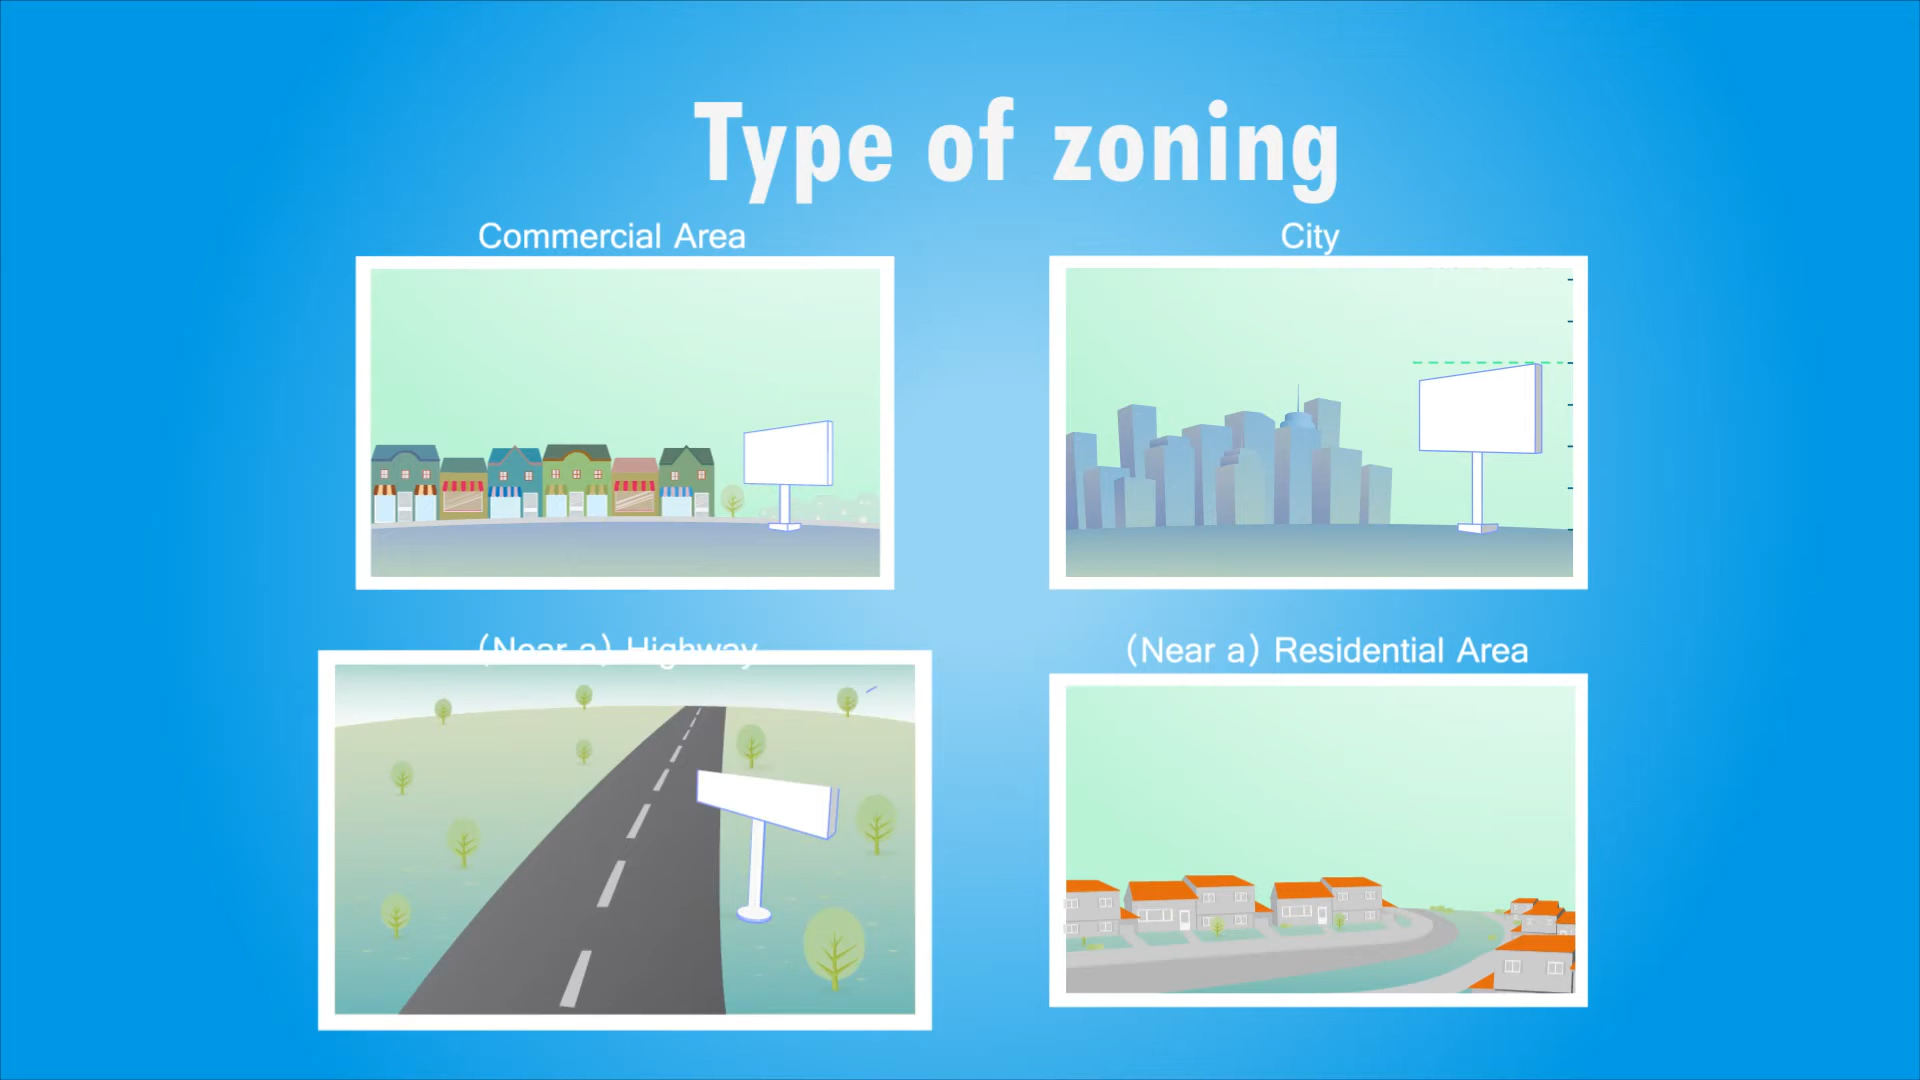 Type of zoning
Commercial Area
City
(Near a) Highway
(Near a) Residential Area